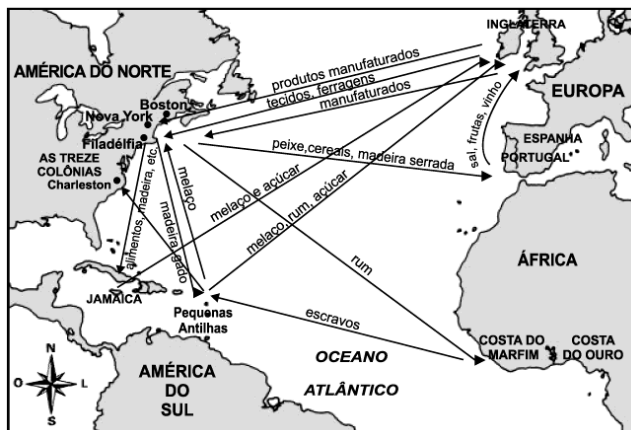 INGLATERRA
AMÉRICA DO NORTE
produtos manufaturados
tecidos, ferragens
manufaturados
EUROPA
Boston
Nova York
Filadélfia
AS TREZE
COLÔNIAS
Charleston
peixe,cereais, madeira serrada
sal, frutas, vinho
ESPANHA
PORTUGAL
alimentos, madeira, etc.
madeira, gado
melaço
melaço e açúcar
melaço, rum, açúcar
rum
ÁFRICA
JAMAICA
Pequenas
Antilhas
escravos
COSTA DO
MARFIM
COSTA
DO OURO
OCEANO
ATLÂNTICO
AMÉRICA
DO
SUL
N
O
L
S